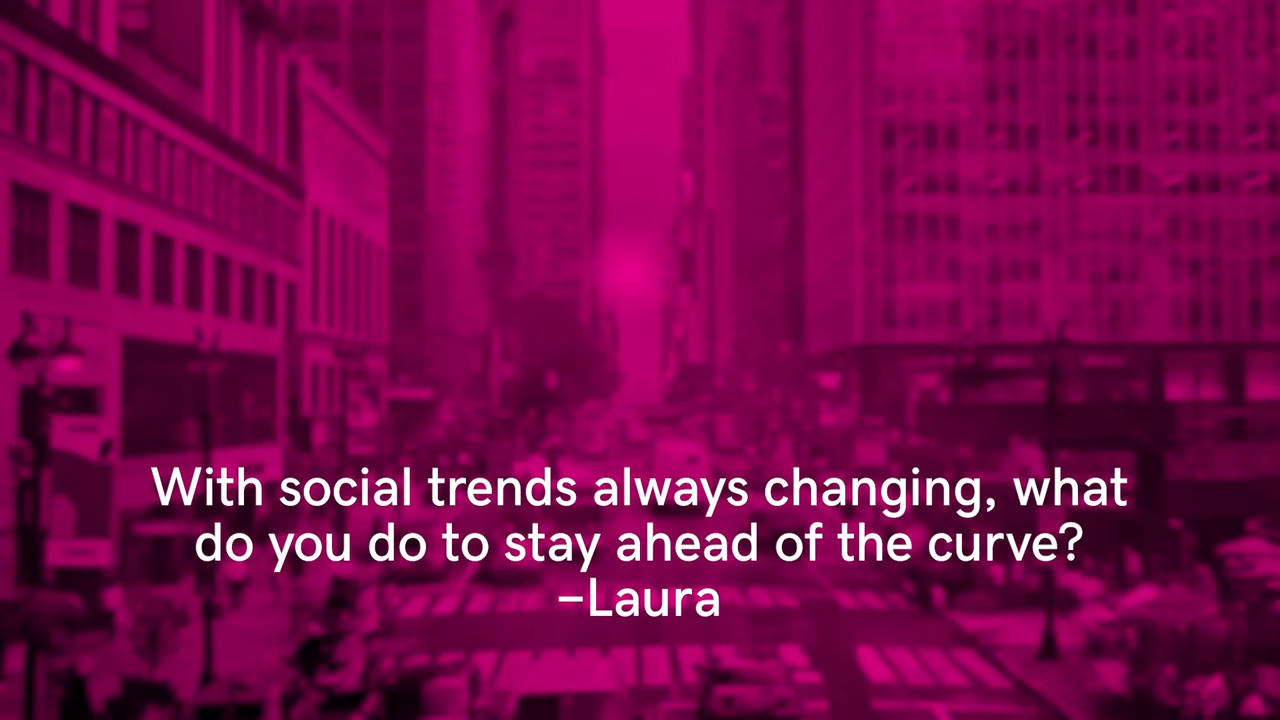 With social trends always changing, what
do you do to stay ahead of the curve?
–Laura